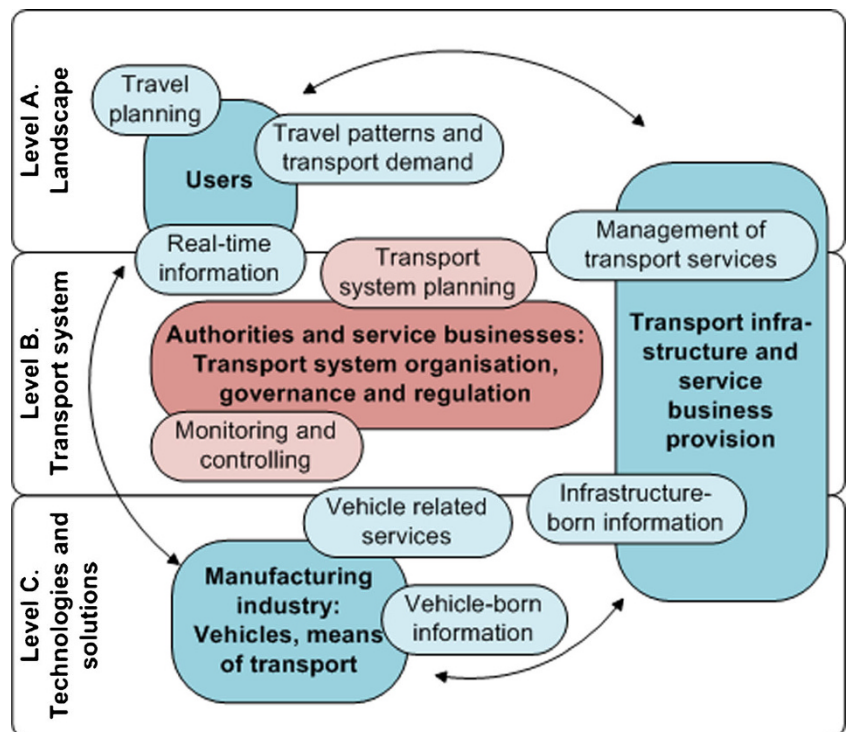 Level A.
Landscape
Travel
planning
Travel patterns and
transport demand
Users
Real-time
information
Management of
transport services
Level B.
Transport system
Transport
system planning
Authorities and service businesses:
Transport system organisation,
governance and regulation
Monitoring and
controlling
Transport infra-
structure and
service
business
provision
Level C.
Technologies and
solutions
Vehicle related
services
Infrastructure-
born information
Manufacturing
industry:
Vehicles, means
of transport
Vehicle-born
information